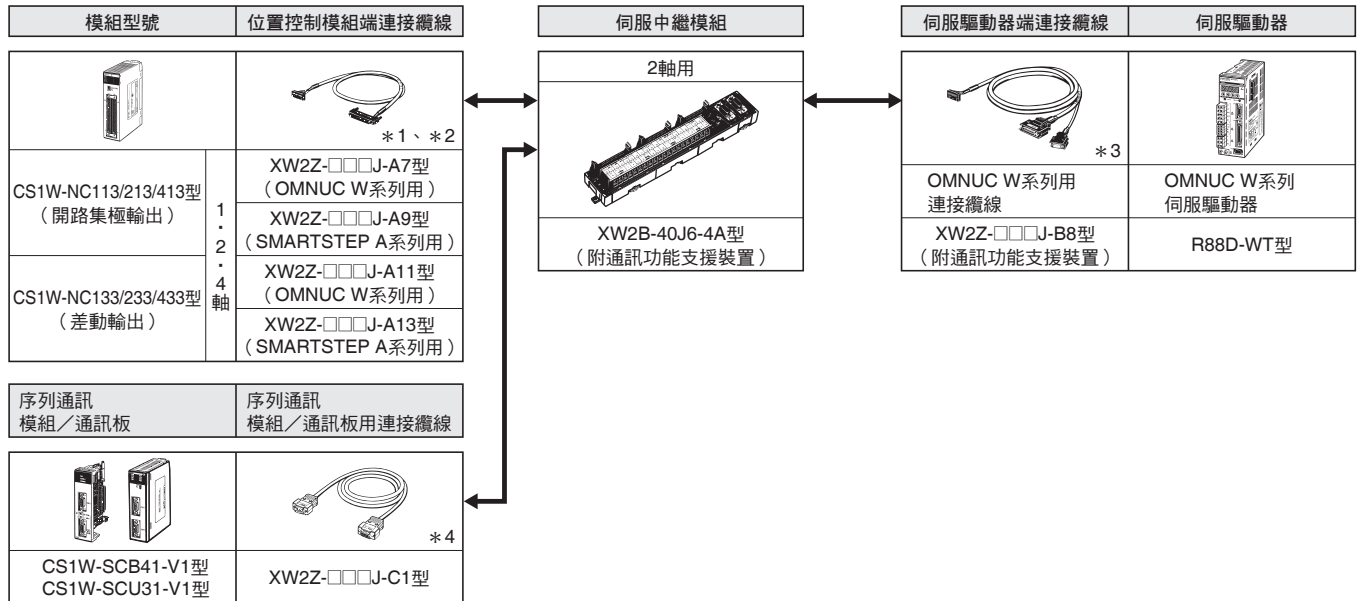 模組型號
位置控制模組端連接纜線
伺服中繼模組
伺服驅動器端連接纜線
伺服驅動器
＊1、＊2
2軸用
＊3
CS1W-NC113/213/413型
（開路集極輸出）
CS1W-NC133/233/433型
（差動輸出）
1・2・4軸
XW2Z-□□□J-A7型
（OMNUC W系列用）
XW2Z-□□□J-A9型
（SMARTSTEP A系列用）
XW2Z-□□□J-A11型
（OMNUC W系列用）
XW2Z-□□□J-A13型
（SMARTSTEP A系列用）
XW2B-40J6-4A型
（附通訊功能支援裝置）
OMNUC W系列用
連接纜線
XW2Z-□□□J-B8型
（附通訊功能支援裝置）
OMNUC W系列
伺服驅動器
R88D-WT型
序列通訊
模組／通訊板
序列通訊
模組／通訊板用連接纜線
＊4
CS1W-SCB41-V1型
CS1W-SCU31-V1型
XW2Z-□□□J-C1型